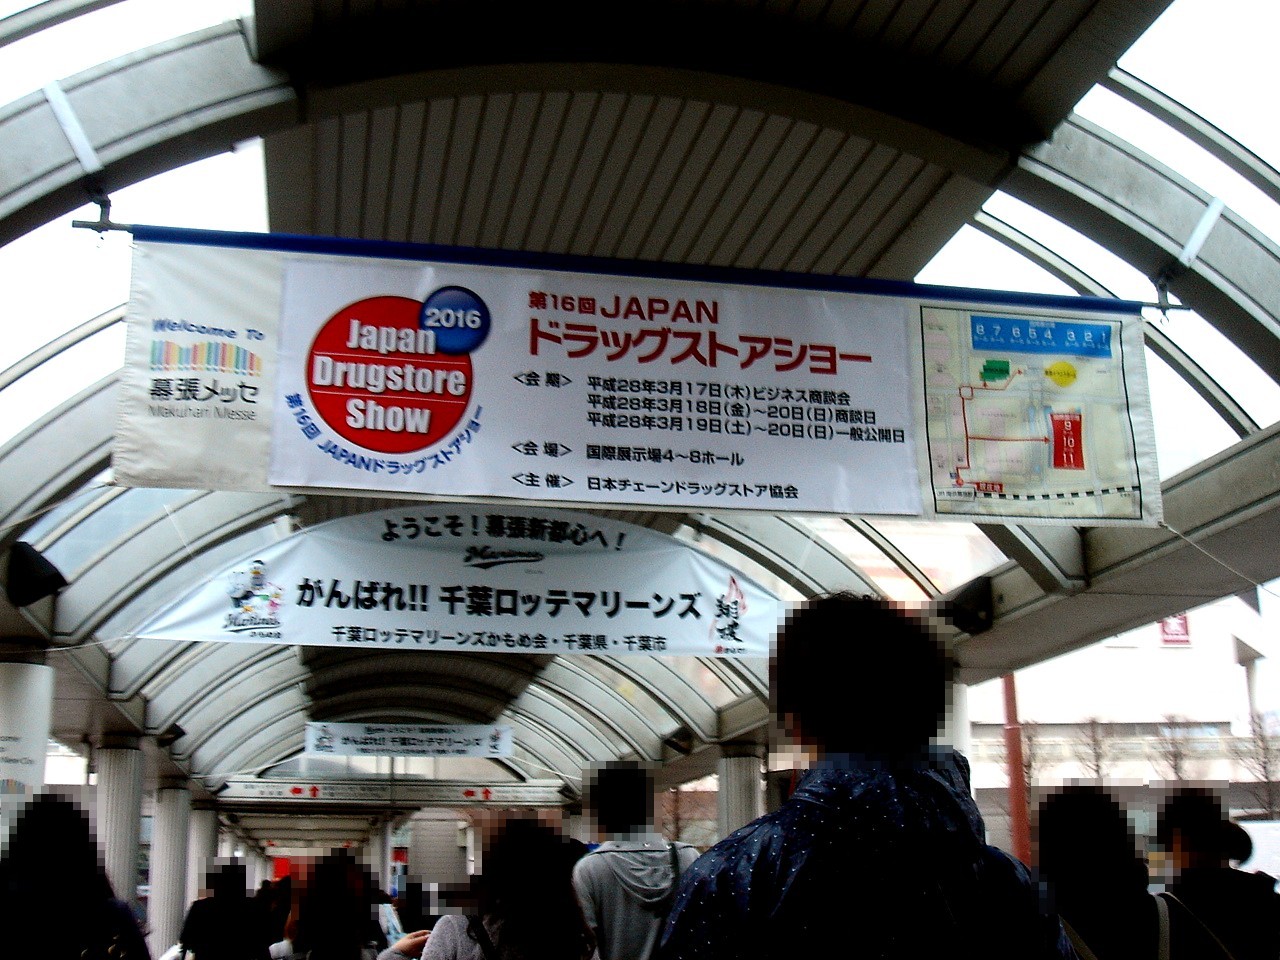 Welcome To
幕張メッセ
Makuhari Messe
2016
Japan
Drugstore
Show
第16回 JAPANドラッグストアショー
第16回 JAPAN
ドラッグストアショー
<会 期> 平成28年3月17日(木)ビジネス商談会
平成28年3月18日(金)~20日(日)商談日
平成28年3月19日(土)~20日(日)一般公開日
<会 場> 国際展示場4~8ホール
<主 催> 日本チェーンドラッグストア協会
8 7 6 5 4 3 2 1
9
10
11
現在地
ようこそ!幕張新都心へ!
Marines
がんばれ!! 千葉ロッテマリーンズ
千葉ロッテマリーンズかもめ会・千葉県・千葉市
Marines
翔破
がんばれ!! 千葉ロッテマリーンズ